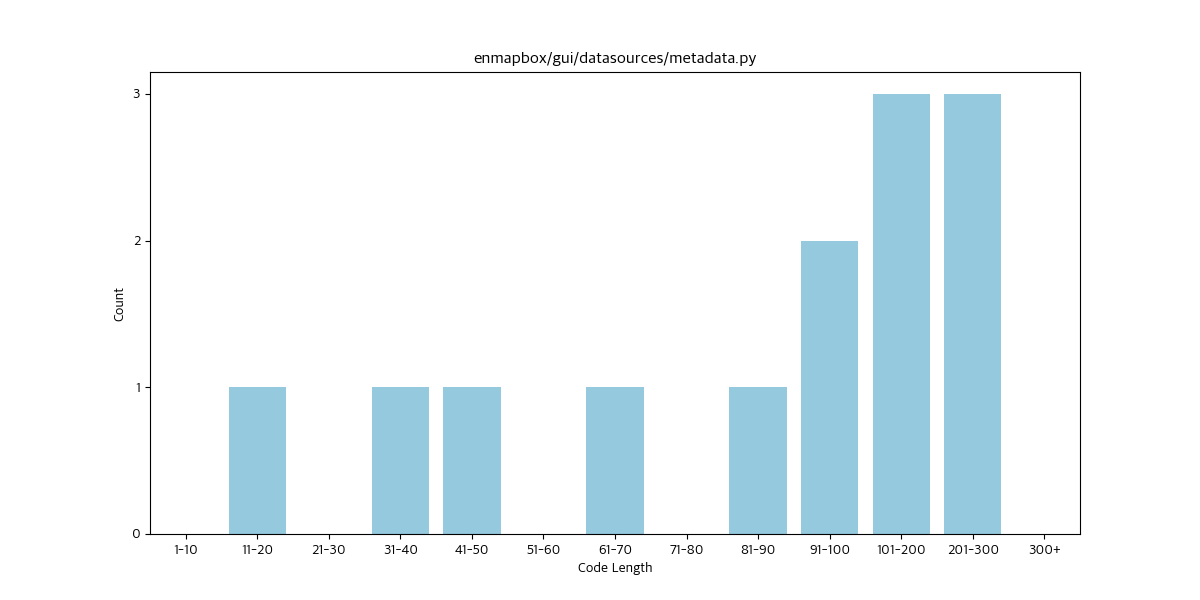 enmapbox/gui/datasources/metadata.py
3
2
1
0
Count
1-10 11-20 21-30 31-40 41-50 51-60 61-70 71-80 81-90 91-100 101-200 201-300 300+
Code Length